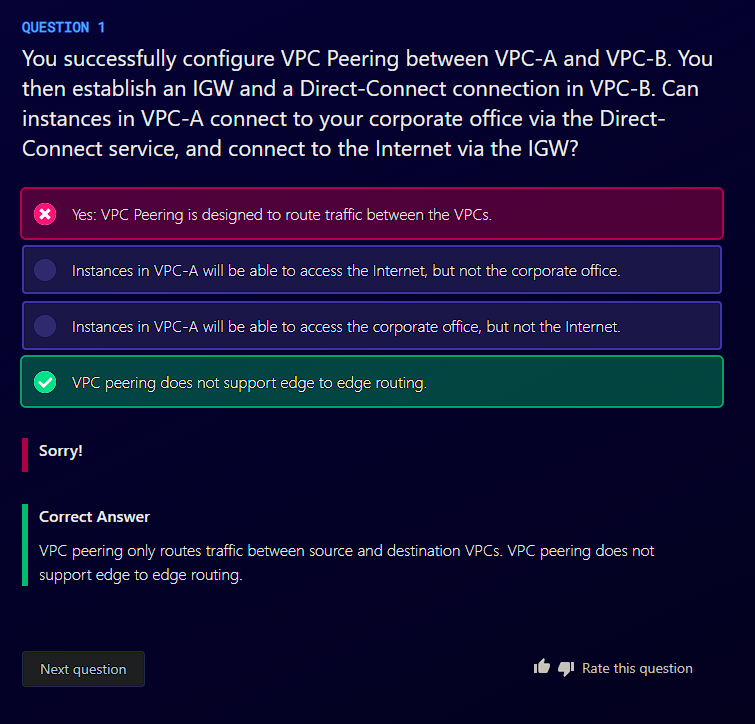 QUESTION 1
You successfully configure VPC Peering between VPC-A and VPC-B. You
then establish an IGW and a Direct-Connect connection in VPC-B. Can
instances in VPC-A connect to your corporate office via the Direct-
Connect service, and connect to the Internet via the IGW?
Yes: VPC Peering is designed to route traffic between the VPCs.
Instances in VPC-A will be able to access the Internet, but not the corporate office.
Instances in VPC-A will be able to access the corporate office, but not the Internet.
VPC peering does not support edge to edge routing.
Sorry!
Correct Answer
VPC peering only routes traffic between source and destination VPCs. VPC peering does not
support edge to edge routing.
Next question
Rate this question